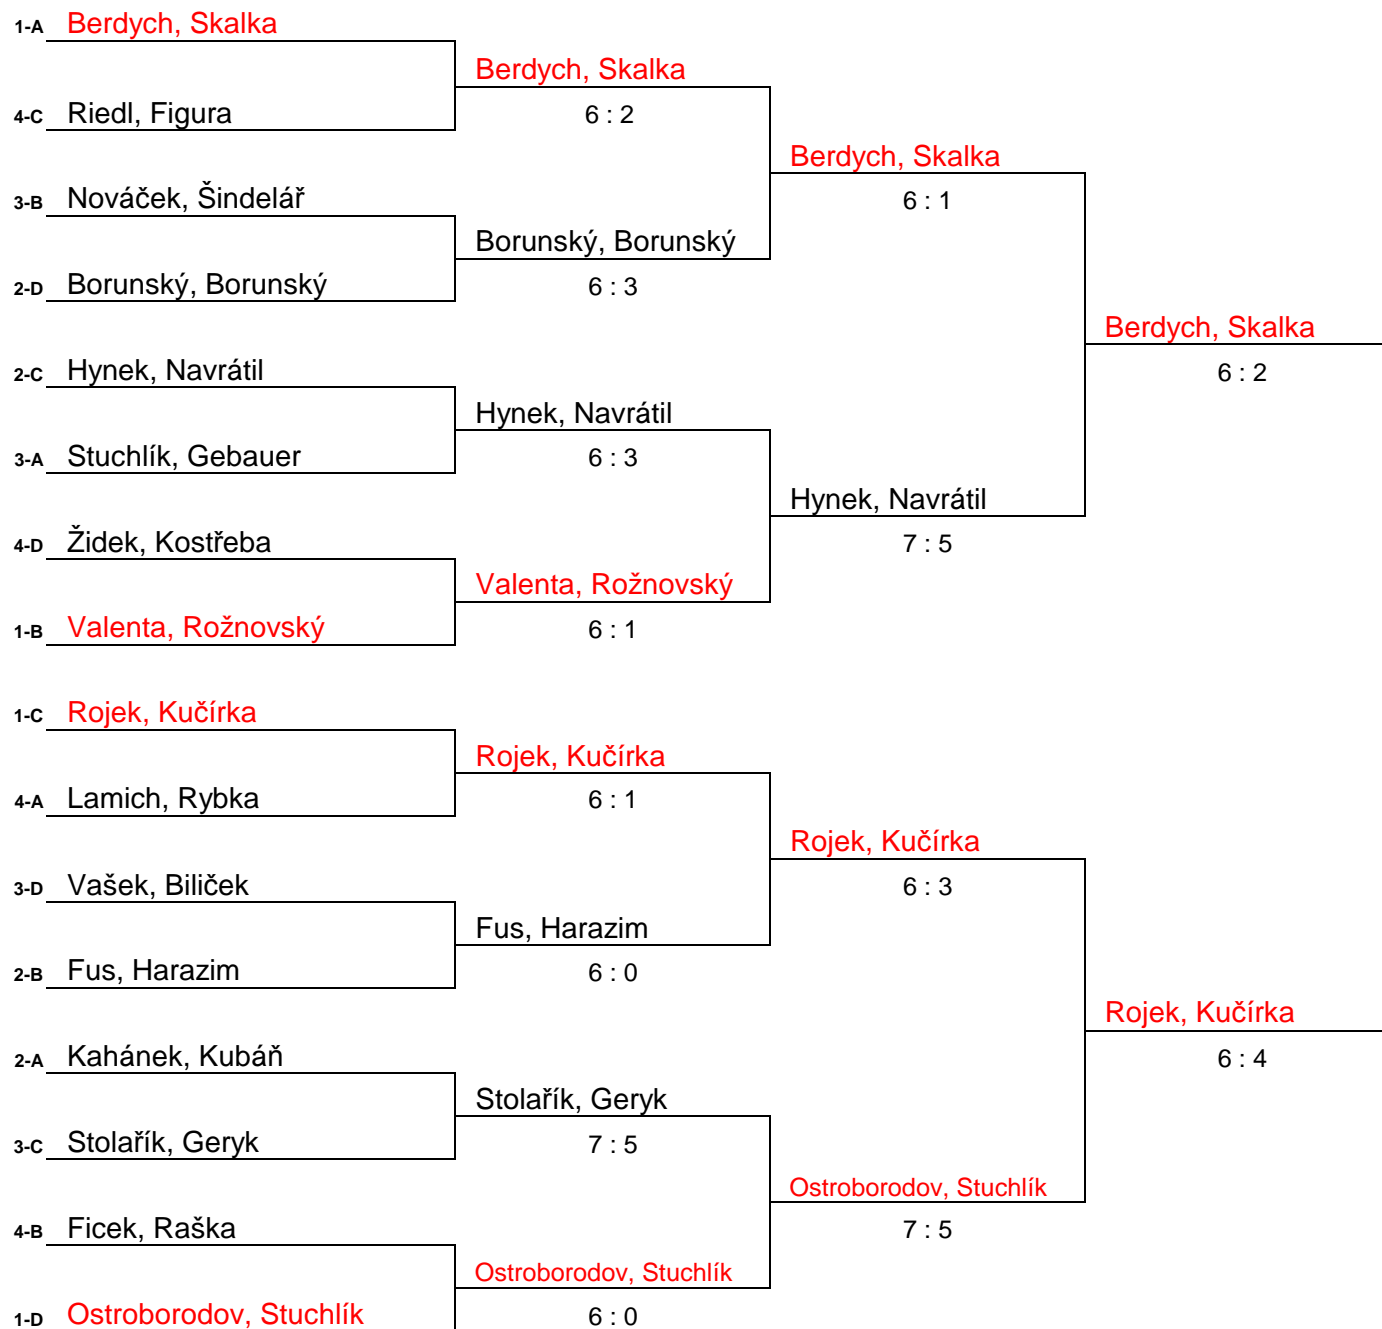 1-A Berdych, Skalka
Berdych, Skalka
4-C Riedl, Figura
6 : 2
Berdych, Skalka
3-B Nováček, Šindelář
6 : 1
Borunský, Borunský
2-D Borunský, Borunský
6 : 3
Berdych, Skalka
2-C Hynek, Navrátil
6 : 2
Hynek, Navrátil
3-A Stuchlík, Gebauer
6 : 3
Hynek, Navrátil
4-D Židek, Kostřeba
7 : 5
Valenta, Rožnovský
1-B Valenta, Rožnovský
6 : 1
1-C Rojek, Kučírka
Rojek, Kučírka
4-A Lamich, Rybka
6 : 1
Rojek, Kučírka
3-D Vašek, Biliček
6 : 3
Fus, Harazim
2-B Fus, Harazim
6 : 0
Rojek, Kučírka
2-A Kahánek, Kubáň
6 : 4
Stolařík, Geryk
3-C Stolařík, Geryk
7 : 5
Ostroborodov, Stuchlík
4-B Ficek, Raška
7 : 5
Ostroborodov, Stuchlík
1-D Ostroborodov, Stuchlík
6 : 0